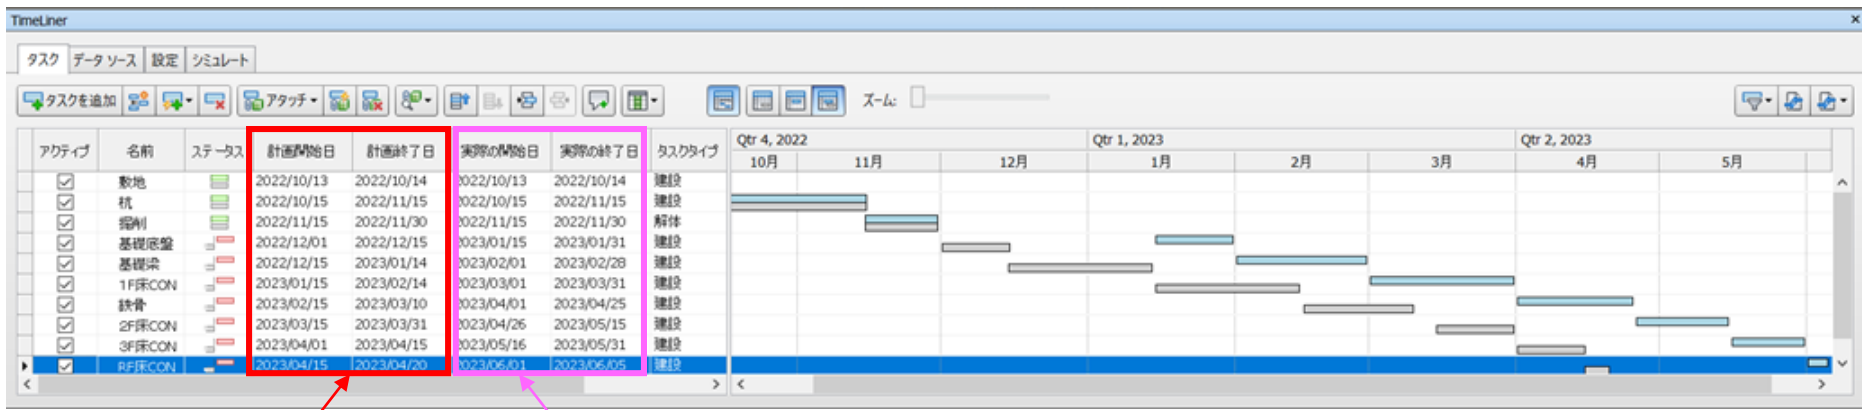 TimeLiner
タスク データ ソース 設定 シミュレート
タスクを追加 アタッチ ズーム:
アクティブ 名前 ステータス 計画開始日 計画終了日 実際の開始日 実際の終了日 タスクタイプ
Qtr 4, 2022 Qtr 1, 2023 Qtr 2, 2023
10月 11月 12月 1月 2月 3月 4月 5月
敷地 2022/10/13 2022/10/14 2022/10/13 2022/10/14 建設
杭 2022/10/15 2022/11/15 2022/10/15 2022/11/15 建設
掘削 2022/11/15 2022/11/30 2022/11/15 2022/11/30 解体
基礎底盤 2022/12/01 2022/12/15 2023/01/15 2023/01/31 建設
基礎梁 2022/12/15 2023/01/14 2023/02/01 2023/02/28 建設
1F床CON 2023/01/15 2023/02/14 2023/03/01 2023/03/31 建設
鉄骨 2023/02/15 2023/03/10 2023/04/01 2023/04/25 建設
2F床CON 2023/03/15 2023/03/31 2023/04/26 2023/05/15 建設
3F床CON 2023/04/01 2023/04/15 2023/05/16 2023/05/31 建設
RF床CON 2023/04/15 2023/04/20 2023/06/01 2023/06/05 建設